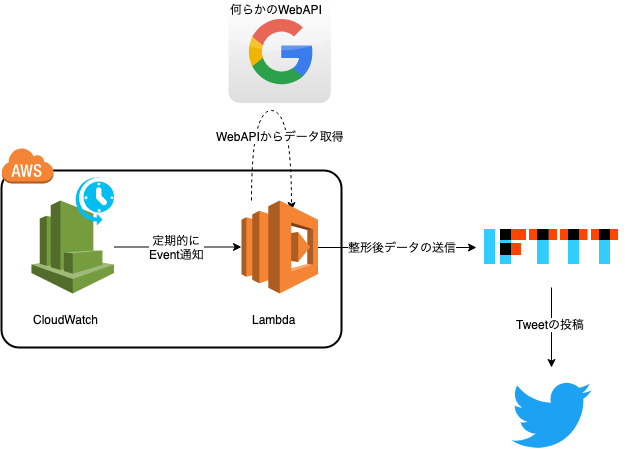 何らかのWebAPI
WebAPIからデータ取得
AWS
定期的に
Event通知
整形後データの送信
IFTTT
CloudWatch
Lambda
Tweetの投稿